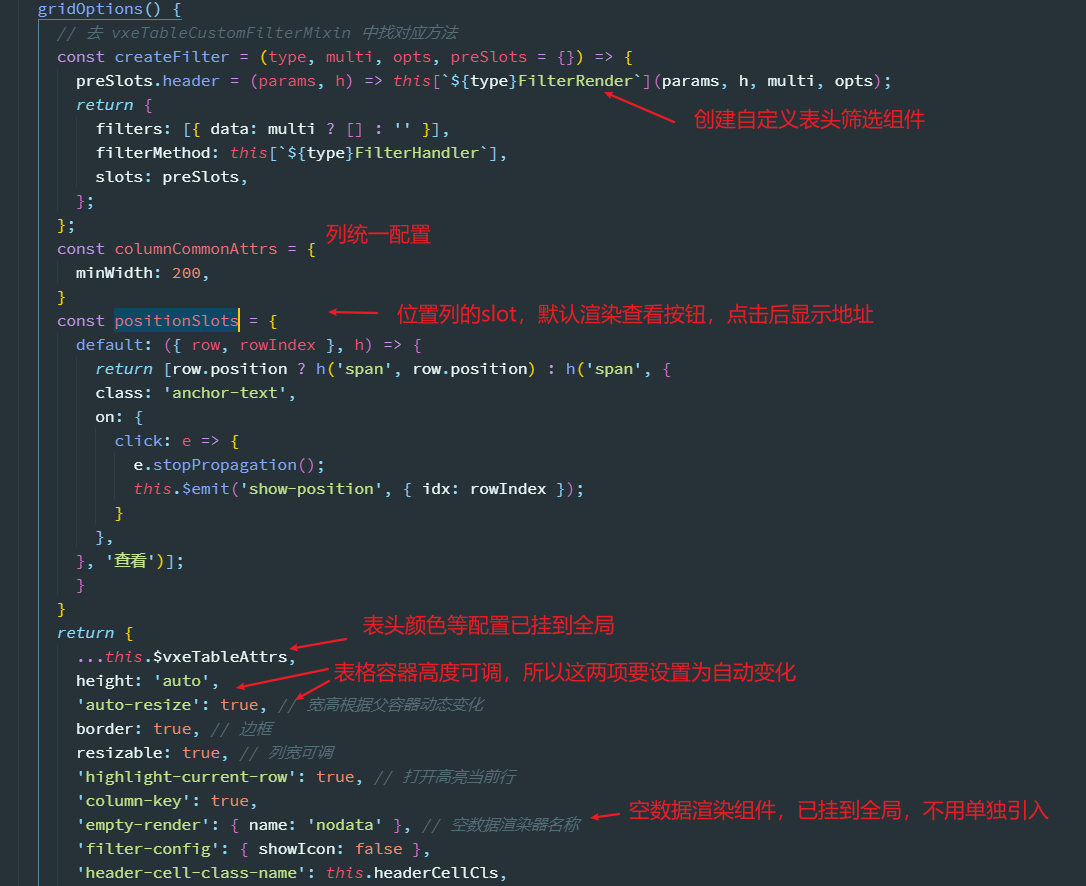 gridOptions() {
// 去 vxeTableCustomFilterMixin 中找对应方法
const createFilter = (type, multi, opts, preSlots = {}) => {
preSlots.header = (params, h) => this[`${type}FilterRender`](params, h, multi, opts);
创建自定义表头筛选组件
return {
filters: [{ data: multi ? [] : '' }],
filterMethod: this[`${type}FilterHandler`],
slots: preSlots,
};
};
列统一配置
const columnCommonAttrs = {
minWidth: 200,
}
const positionSlots = {
位置列的slot，默认渲染查看按钮，点击后显示地址
default: ({ row, rowIndex }, h) => {
return [row.position ? h('span', row.position) : h('span', {
class: 'anchor-text',
on: {
click: e => {
e.stopPropagation();
this.$emit('show-position', { idx: rowIndex });
}
},
}, '查看')];
}
}
return {
表头颜色等配置已挂到全局
...this.$vxeTableAttrs,
表格容器高度可调，所以这两项要设置为自动变化
height: 'auto',
'auto-resize': true, // 宽高根据父容器动态变化
border: true, // 边框
resizable: true, // 列宽可调
'highlight-current-row': true, // 打开高亮当前行
'column-key': true,
空数据渲染组件，已挂到全局，不用单独引入
'empty-render': { name: 'nodata' }, // 空数据渲染器名称
'filter-config': { showIcon: false },
'header-cell-class-name': this.headerCellCls,